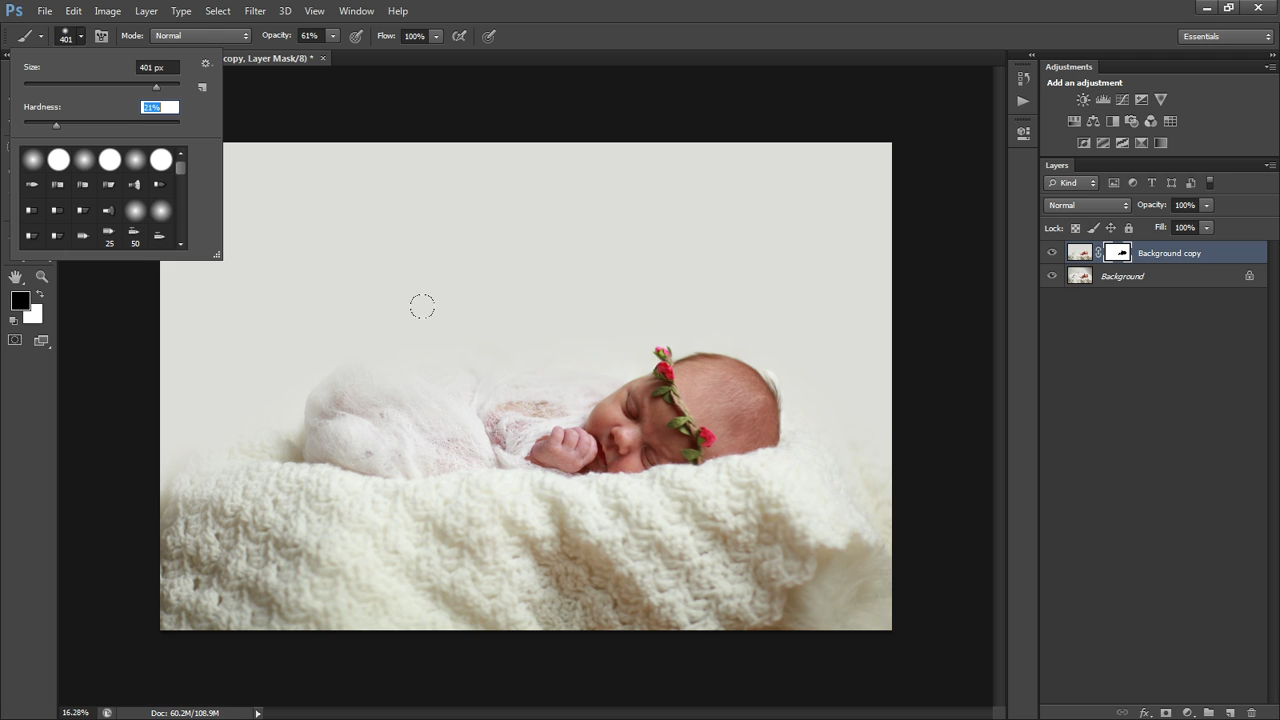 Ps File Edit Image Layer Type Select Filter 3D View Window Help
401 Mode: Normal Opacity: 61% Flow: 100% Essentials
copy, Layer Mask/8) * ×
Size: 401 px
Hardness: 21%
25 50
Adjustments
Add an adjustment
Layers
Kind
Normal Opacity: 100%
Lock: Fill: 100%
Background copy
Background
16.28% Doc: 60.2M/108.9M